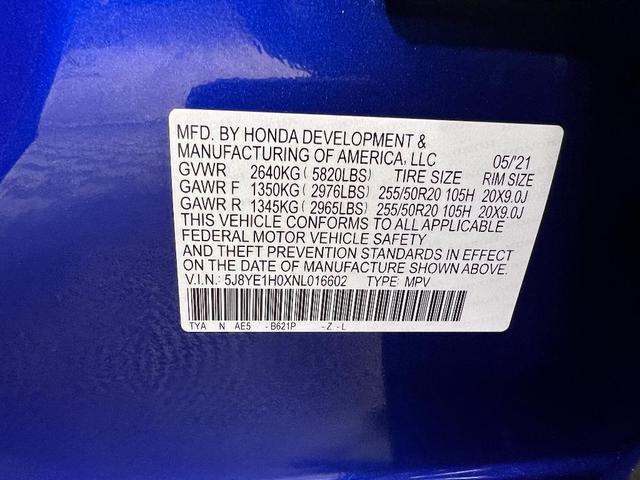 MFD. BY HONDA DEVELOPMENT &
MANUFACTURING OF AMERICA, LLC 05/'21
GVWR 2640KG ( 5820LBS) TIRE SIZE RIM SIZE
GAWR F 1350KG ( 2976LBS) 255/50R20 105H 20X9.0J
GAWR R 1345KG ( 2965LBS) 255/50R20 105H 20X9.0J
THIS VEHICLE CONFORMS TO ALL APPLICABLE
FEDERAL MOTOR VEHICLE SAFETY
AND THEFT PREVENTION STANDARDS IN EFFECT
ON THE DATE OF MANUFACTURE SHOWN ABOVE.
V.I.N.: 5J8YE1H0XNL016602 TYPE: MPV
TYA N AE5 - B621P - Z - L